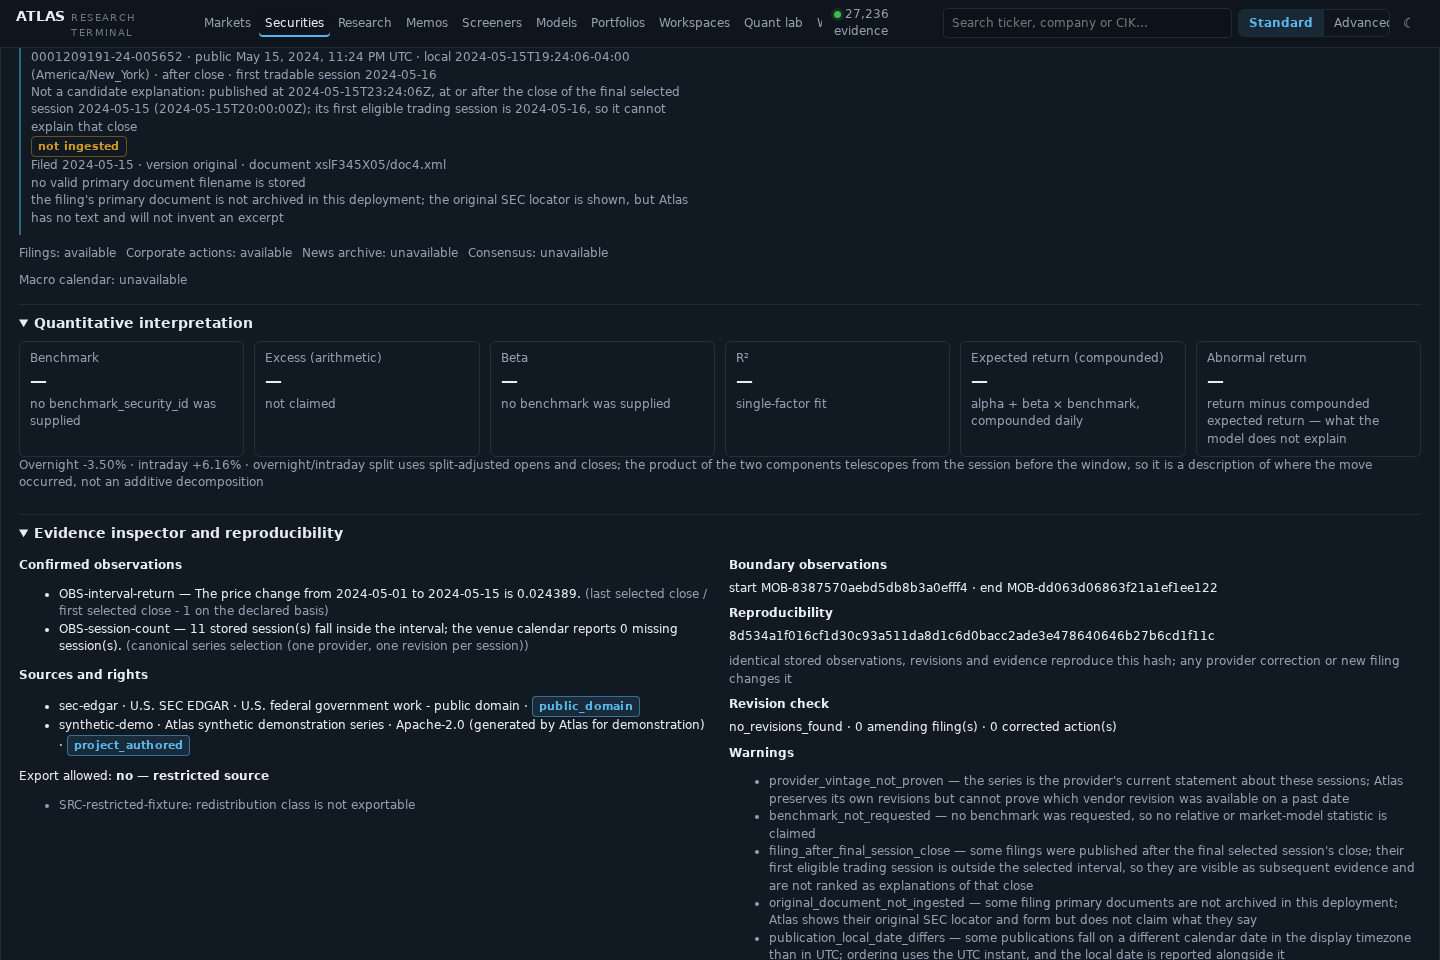 ATLAS RESEARCH TERMINAL
Markets Securities Research Memos Screeners Models Portfolios Workspaces Quant lab
27,236 evidence
Search ticker, company or CIK...
Standard Advanced
0001209191-24-005652 · public May 15, 2024, 11:24 PM UTC · local 2024-05-15T19:24:06-04:00
(America/New_York) · after close · first tradable session 2024-05-16
Not a candidate explanation: published at 2024-05-15T23:24:06Z, at or after the close of the final selected
session 2024-05-15 (2024-05-15T20:00:00Z); its first eligible trading session is 2024-05-16, so it cannot
explain that close
not ingested
Filed 2024-05-15 · version original · document xslF345X05/doc4.xml
no valid primary document filename is stored
the filing's primary document is not archived in this deployment; the original SEC locator is shown, but Atlas
has no text and will not invent an excerpt
Filings: available Corporate actions: available News archive: unavailable Consensus: unavailable
Macro calendar: unavailable
▼ Quantitative interpretation
Benchmark
—
no benchmark_security_id was
supplied
Excess (arithmetic)
—
not claimed
Beta
—
no benchmark was supplied
R²
—
single-factor fit
Expected return (compounded)
—
alpha + beta × benchmark,
compounded daily
Abnormal return
—
return minus compounded
expected return — what the
model does not explain
Overnight -3.50% · intraday +6.16% · overnight/intraday split uses split-adjusted opens and closes; the product of the two components telescopes from the session before the window, so it is a description of where the move
occurred, not an additive decomposition
▼ Evidence inspector and reproducibility
Confirmed observations
• OBS-interval-return — The price change from 2024-05-01 to 2024-05-15 is 0.024389. (last selected close /
first selected close - 1 on the declared basis)
• OBS-session-count — 11 stored session(s) fall inside the interval; the venue calendar reports 0 missing
session(s). (canonical series selection (one provider, one revision per session))
Sources and rights
• sec-edgar · U.S. SEC EDGAR · U.S. federal government work - public domain · public_domain
• synthetic-demo · Atlas synthetic demonstration series · Apache-2.0 (generated by Atlas for demonstration)
· project_authored
Export allowed: no — restricted source
• SRC-restricted-fixture: redistribution class is not exportable
Boundary observations
start MOB-8387570aebd5db8b3a0efff4 · end MOB-dd063d06863f21a1ef1ee122
Reproducibility
8d534a1f016cf1d30c93a511da8d1c6d0bacc2ade3e478640646b27b6cd1f11c
identical stored observations, revisions and evidence reproduce this hash; any provider correction or new filing
changes it
Revision check
no_revisions_found · 0 amending filing(s) · 0 corrected action(s)
Warnings
• provider_vintage_not_proven — the series is the provider's current statement about these sessions; Atlas
preserves its own revisions but cannot prove which vendor revision was available on a past date
• benchmark_not_requested — no benchmark was requested, so no relative or market-model statistic is
claimed
• filing_after_final_session_close — some filings were published after the final selected session's close; their
first eligible trading session is outside the selected interval, so they are visible as subsequent evidence and
are not ranked as explanations of that close
• original_document_not_ingested — some filing primary documents are not archived in this deployment;
Atlas shows their original SEC locator and form but does not claim what they say
• publication_local_date_differs — some publications fall on a different calendar date in the display timezone
than in UTC; ordering uses the UTC instant, and the local date is reported alongside it